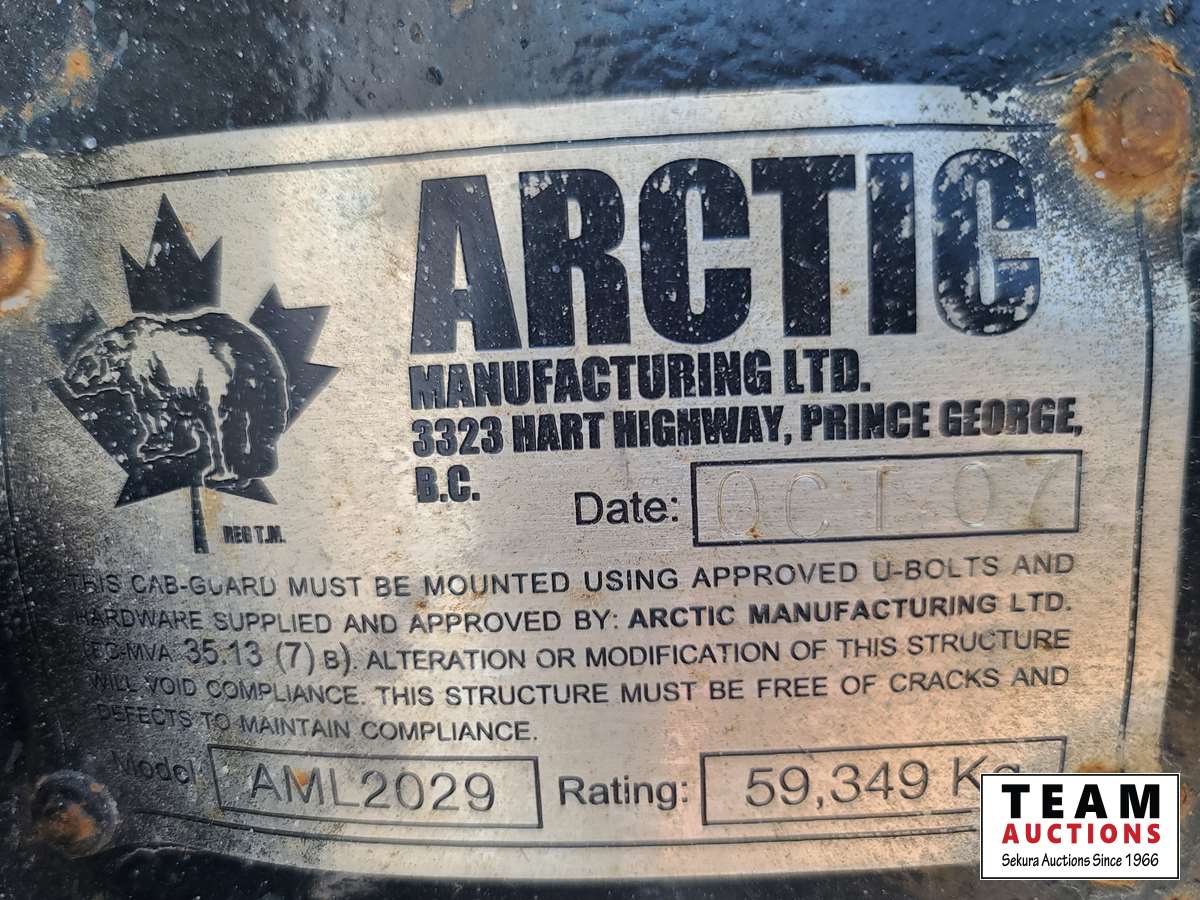 ARCTIC
MANUFACTURING LTD.
3323 HART HIGHWAY, PRINCE GEORGE,
B.C.
Date: OCT 07
REG T.M.
THIS CAB-GUARD MUST BE MOUNTED USING APPROVED U-BOLTS AND
HARDWARE SUPPLIED AND APPROVED BY: ARCTIC MANUFACTURING LTD.
35.13 (7) B). ALTERATION OR MODIFICATION OF THIS STRUCTURE
WILL VOID COMPLIANCE. THIS STRUCTURE MUST BE FREE OF CRACKS AND
DEFECTS TO MAINTAIN COMPLIANCE.
Model: AML2029 Rating: 59,349 Kg
TEAM
AUCTIONS
Sekura Auctions Since 1966